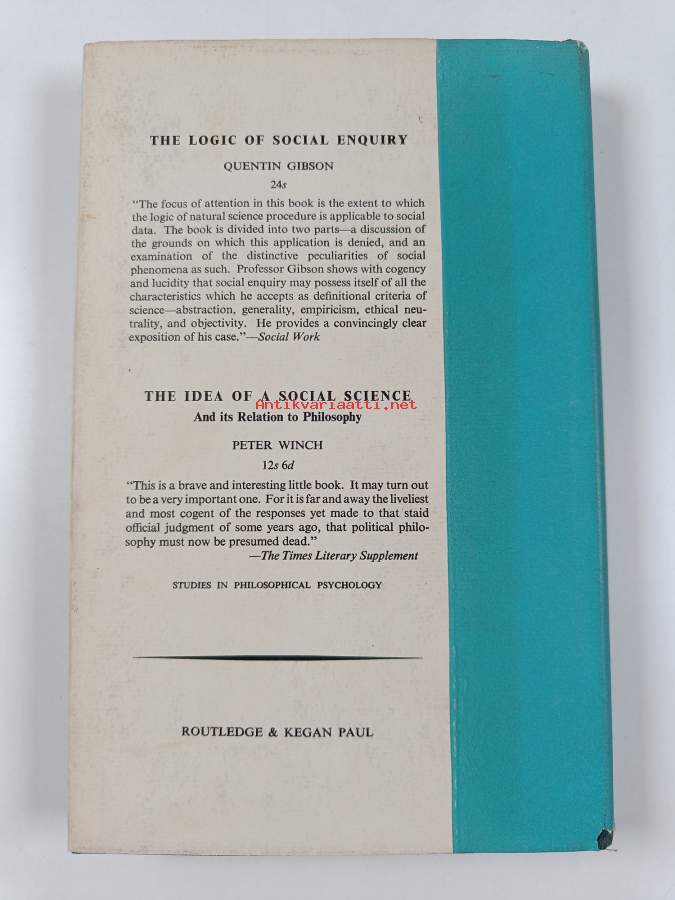 THE LOGIC OF SOCIAL ENQUIRY
QUENTIN GIBSON
24s
"The focus of attention in this book is the extent to which
the logic of natural science procedure is applicable to social
data. The book is divided into two parts—a discussion of
the grounds on which this application is denied, and an
examination of the distinctive peculiarities of social
phenomena as such. Professor Gibson shows with cogency
and lucidity that social enquiry may possess itself of all the
characteristics which he accepts as definitional criteria of
science—abstraction, generality, empiricism, ethical neu-
trality, and objectivity. He provides a convincingly clear
exposition of his case."—Social Work
THE IDEA OF A SOCIAL SCIENCE
Antikvariaatti.net
And its Relation to Philosophy
PETER WINCH
12s 6d
"This is a brave and interesting little book. It may turn out
to be a very important one. For it is far and away the liveliest
and most cogent of the responses yet made to that staid
official judgment of some years ago, that political philo-
sophy must now be presumed dead."
—The Times Literary Supplement
STUDIES IN PHILOSOPHICAL PSYCHOLOGY
ROUTLEDGE & KEGAN PAUL